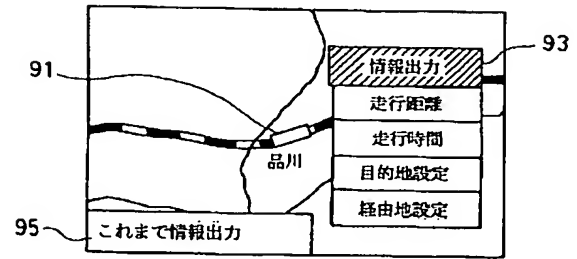 93
情報出力
91
走行距離
走行時間
品川
目的地設定
経由地設定
95
これまで情報出力